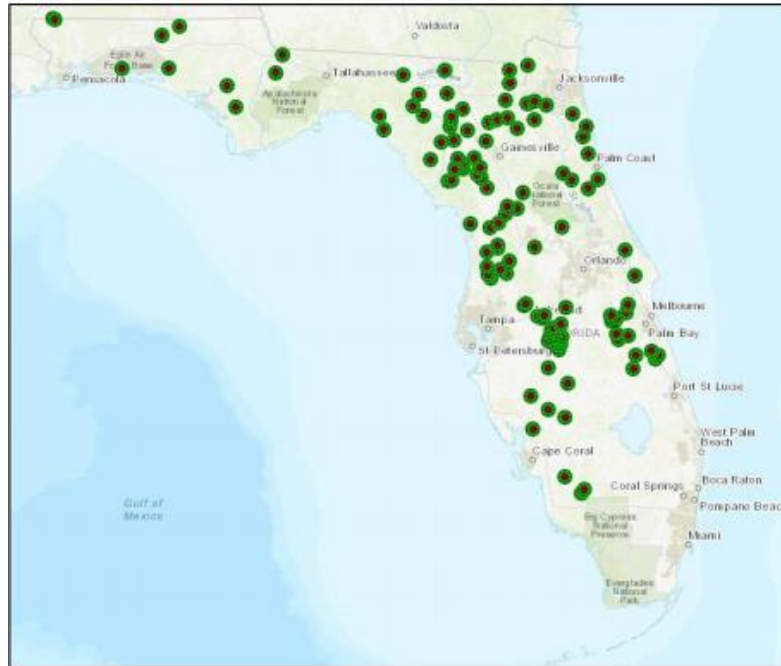 Valdosta
Eglin Air
Force Base
Pensacola
Tallahassee
Jacksonville
Apalachicola
National
Forest
Gainesville
Palm Coast
Ocala
National
Forest
Orlando
Melbourne
Tampa
RIDA
Palm Bay
St Petersburg
Port St Lucie
West Palm
Beach
Cape Coral
Coral Springs
Boca Raton
Pompano Beach
Gulf of
Mexico
Big Cypress
National
Preserve
Miami
Everglades
National
Park